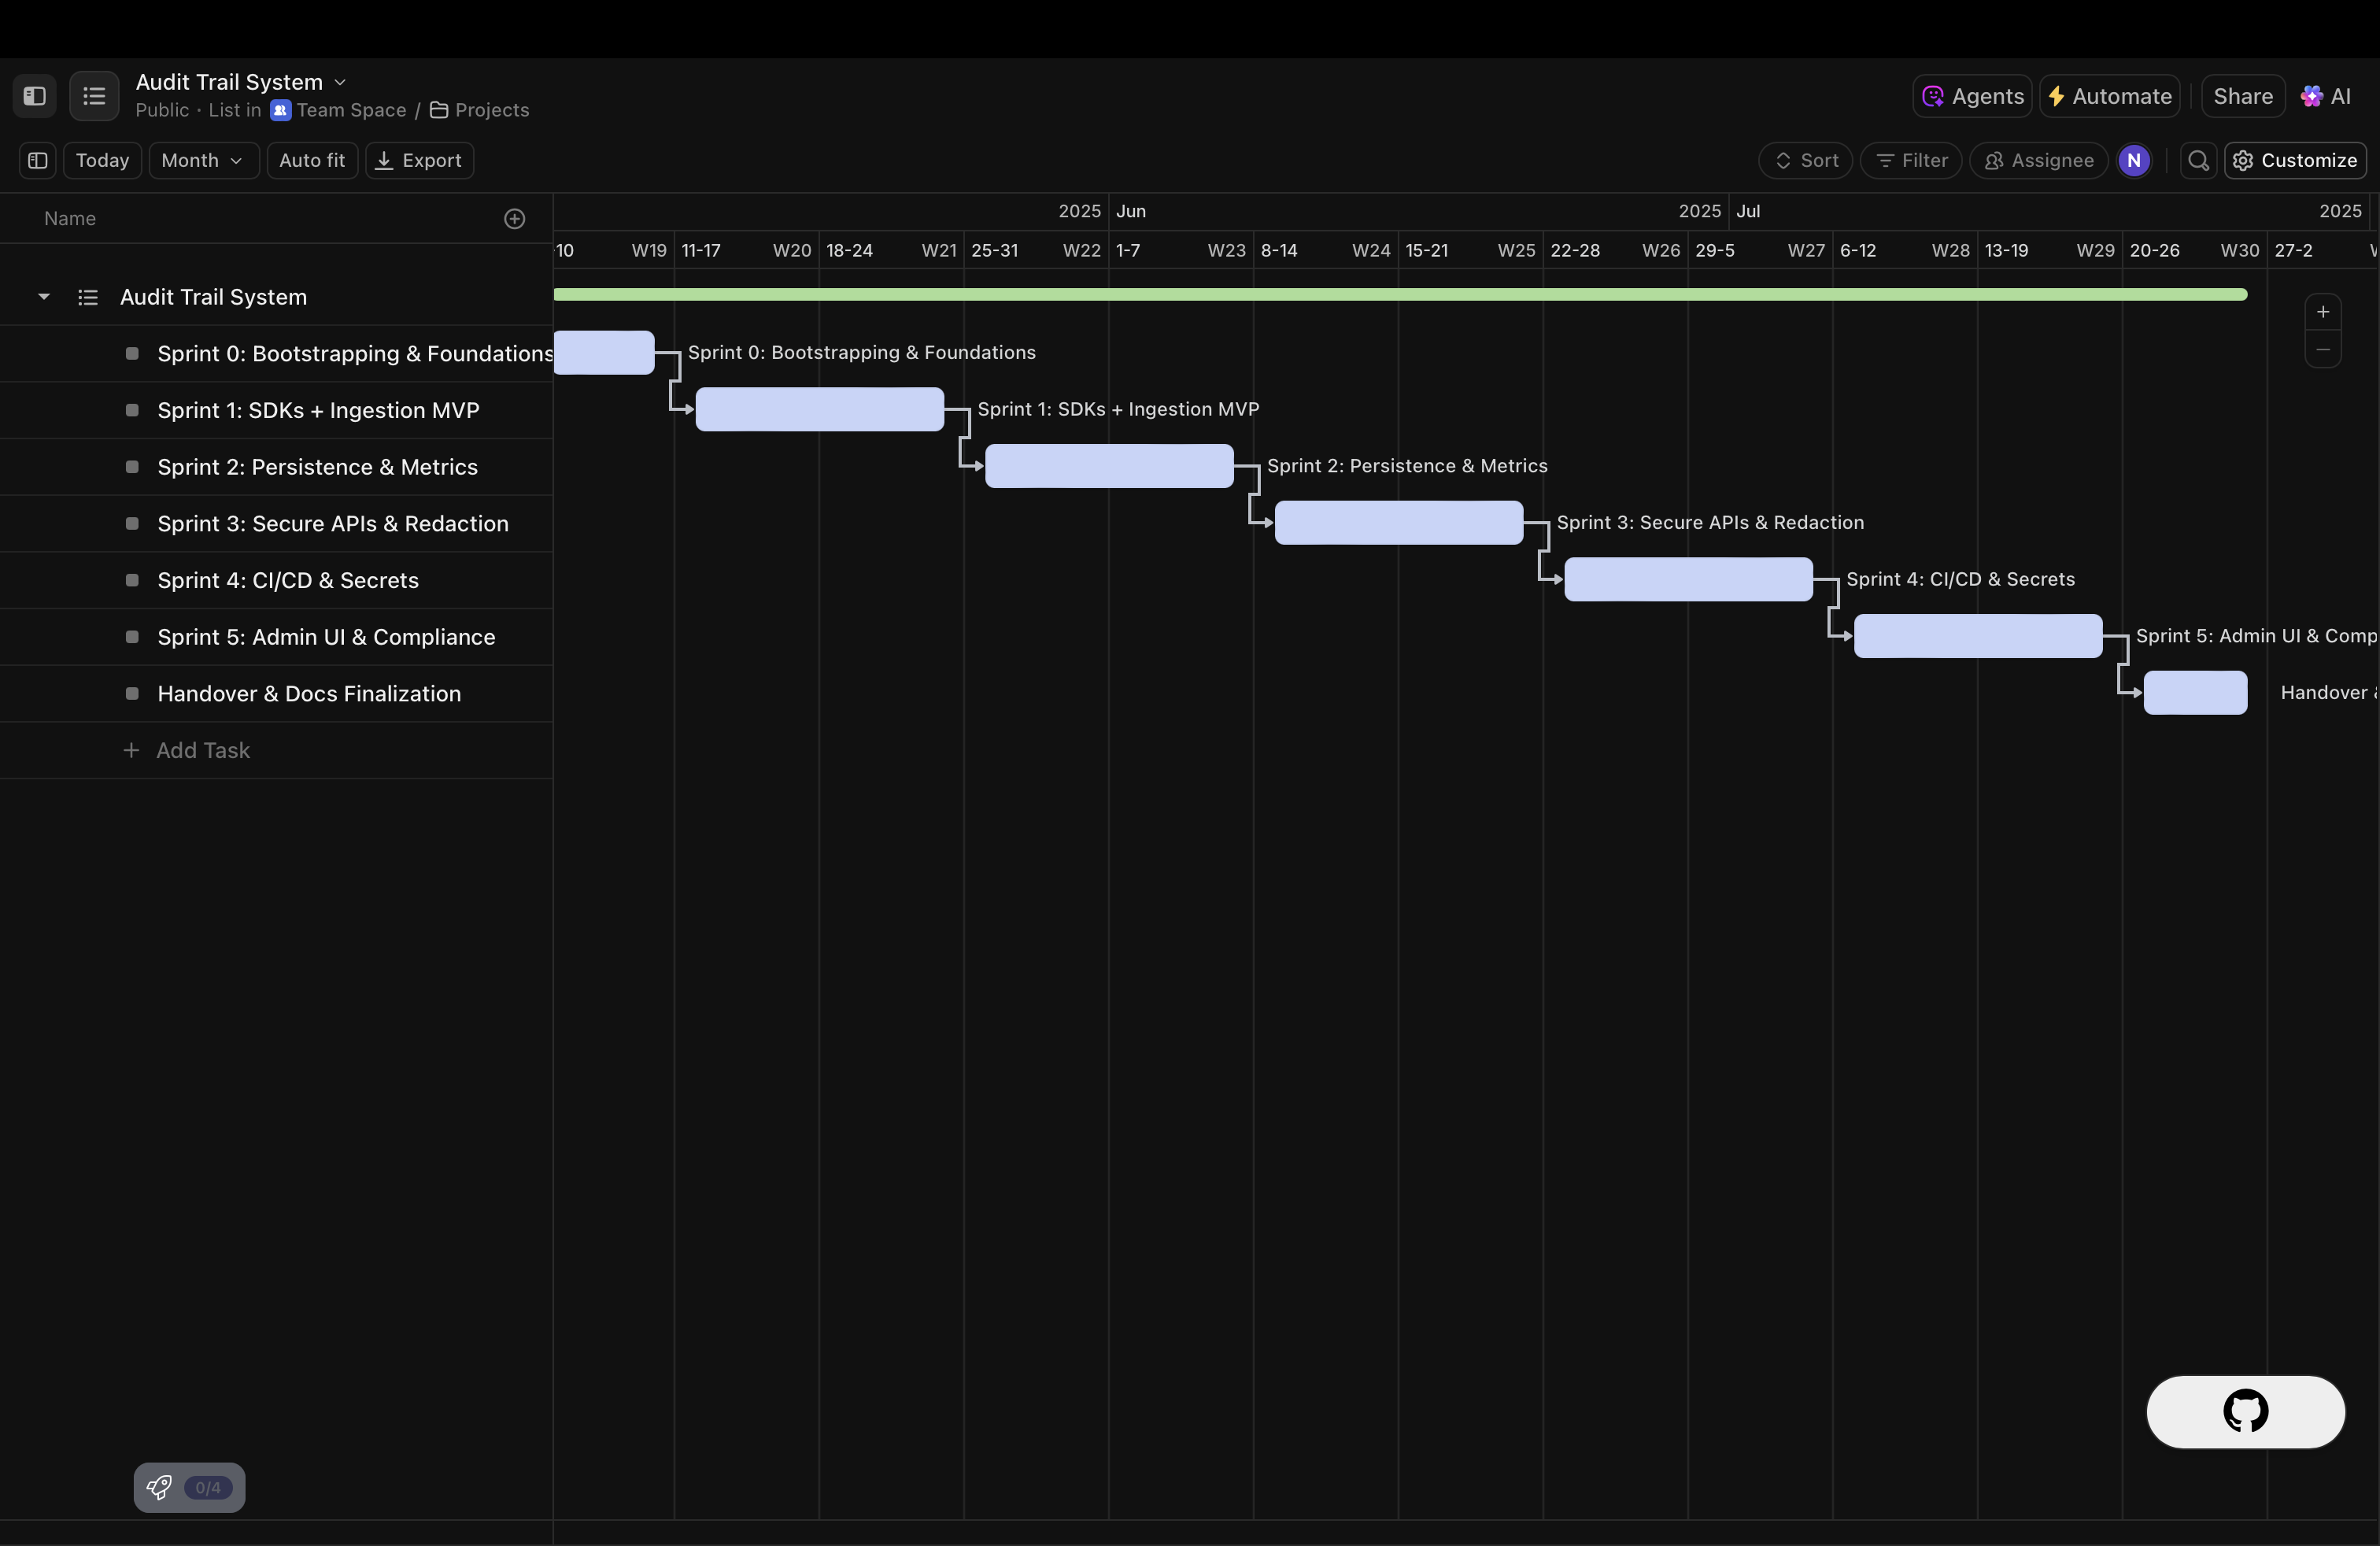 Audit Trail System
Public · List in Team Space / Projects
Agents
Automate
Share
AI
Today
Month
Auto fit
Export
Sort
Filter
Assignee
N
Customize
Name
2025 Jun
2025 Jul
2025
-10 W19 11-17 W20 18-24 W21 25-31 W22 1-7 W23 8-14 W24 15-21 W25 22-28 W26 29-5 W27 6-12 W28 13-19 W29 20-26 W30 27-2
Audit Trail System
Sprint 0: Bootstrapping & Foundations
Sprint 0: Bootstrapping & Foundations
Sprint 1: SDKs + Ingestion MVP
Sprint 1: SDKs + Ingestion MVP
Sprint 2: Persistence & Metrics
Sprint 2: Persistence & Metrics
Sprint 3: Secure APIs & Redaction
Sprint 3: Secure APIs & Redaction
Sprint 4: CI/CD & Secrets
Sprint 4: CI/CD & Secrets
Sprint 5: Admin UI & Compliance
Sprint 5: Admin UI & Comp
Handover & Docs Finalization
Handover
Add Task
0/4